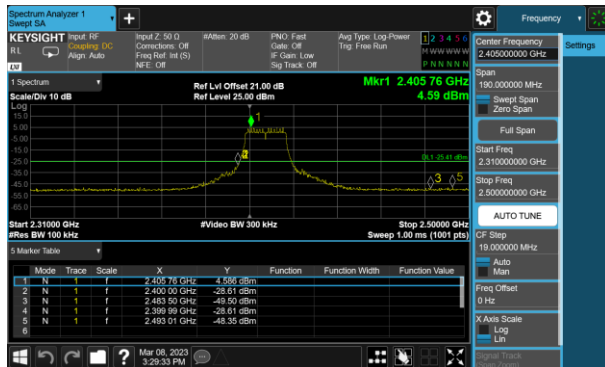 Spectrum Analyzer 1
Swept SA
Frequency
KEYSIGHT Input: RF
RL
Coupling: DC
Align: Auto
LNI
Input Z: 50 Ω
Corrections: Off
Freq Ref: Int (S)
NFE: Off
#Atten: 20 dB
PNO: Fast
Gate: Off
IF Gain: Low
Sig Track: Off
Avg Type: Log-Power
Trig: Free Run
1 2 3 4 5 6
M W W W W W
P N N N N N
1 Spectrum
Scale/Div 10 dB
Ref Lvl Offset 21.00 dB
Ref Level 25.00 dBm
Mkr1 2.405 76 GHz
4.59 dBm
Log
15.0
5.00
-5.00
-15.0
-25.0
-35.0
-45.0
-55.0
-65.0
1
2
3
5
DL1 -25.41 dBm
Start 2.31000 GHz
#Res BW 100 kHz
#Video BW 300 kHz
Stop 2.50000 GHz
Sweep 1.00 ms (1001 pts)
5 Marker Table
Mode Trace Scale X Y Function Function Width Function Value
1 N 1 f 2.405 76 GHz 4.586 dBm
2 N 1 f 2.400 00 GHz -28.61 dBm
3 N 1 f 2.483 50 GHz -49.50 dBm
4 N 1 f 2.399 99 GHz -28.61 dBm
5 N 1 f 2.493 01 GHz -48.35 dBm
6
Mar 08, 2023
3:29:33 PM
Center Frequency
2.405000000 GHz
Settings
Span
190.000000 MHz
Swept Span
Zero Span
Full Span
Start Freq
2.310000000 GHz
Stop Freq
2.500000000 GHz
AUTO TUNE
CF Step
19.000000 MHz
Auto
Man
Freq Offset
0 Hz
X Axis Scale
Log
Lin
Signal Track
(Span Zoom)